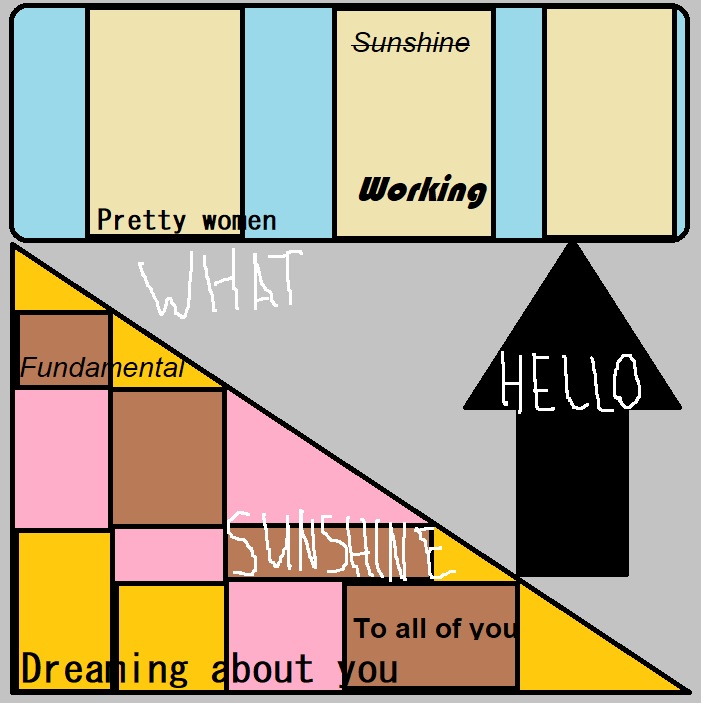 Sunshine
Working
Pretty women
WHAT
Fundamental
HELLO
SUNSHINE
To all of you
Dreaming about you